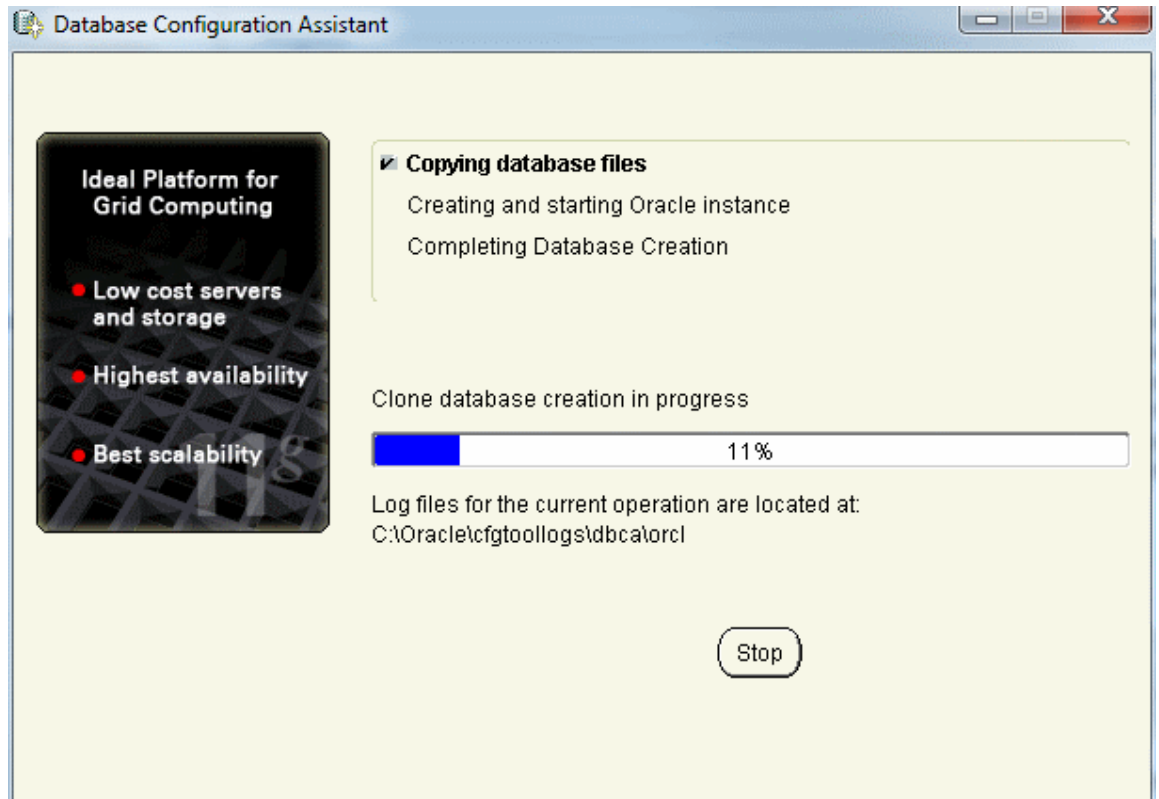 Database Configuration Assistant
Ideal Platform for
Grid Computing
Low cost servers
and storage
Highest availability
Best scalability
11g
Copying database files
Creating and starting Oracle instance
Completing Database Creation
Clone database creation in progress
11%
Log files for the current operation are located at:
C:\Oracle\cfgtoollogs\dbca\orcl
Stop